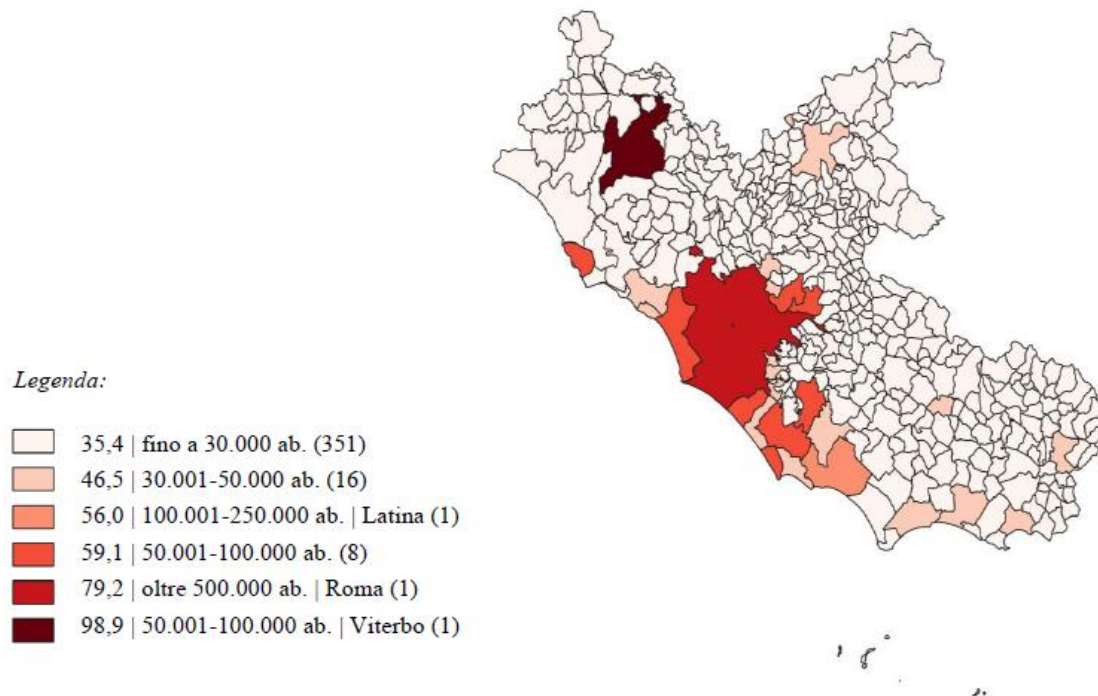 Legenda:
35,4 | fino a 30.000 ab. (351)
46,5 | 30.001-50.000 ab. (16)
56,0 | 100.001-250.000 ab. | Latina (1)
59,1 | 50.001-100.000 ab. (8)
79,2 | oltre 500.000 ab. | Roma (1)
98,9 | 50.001-100.000 ab. | Viterbo (1)